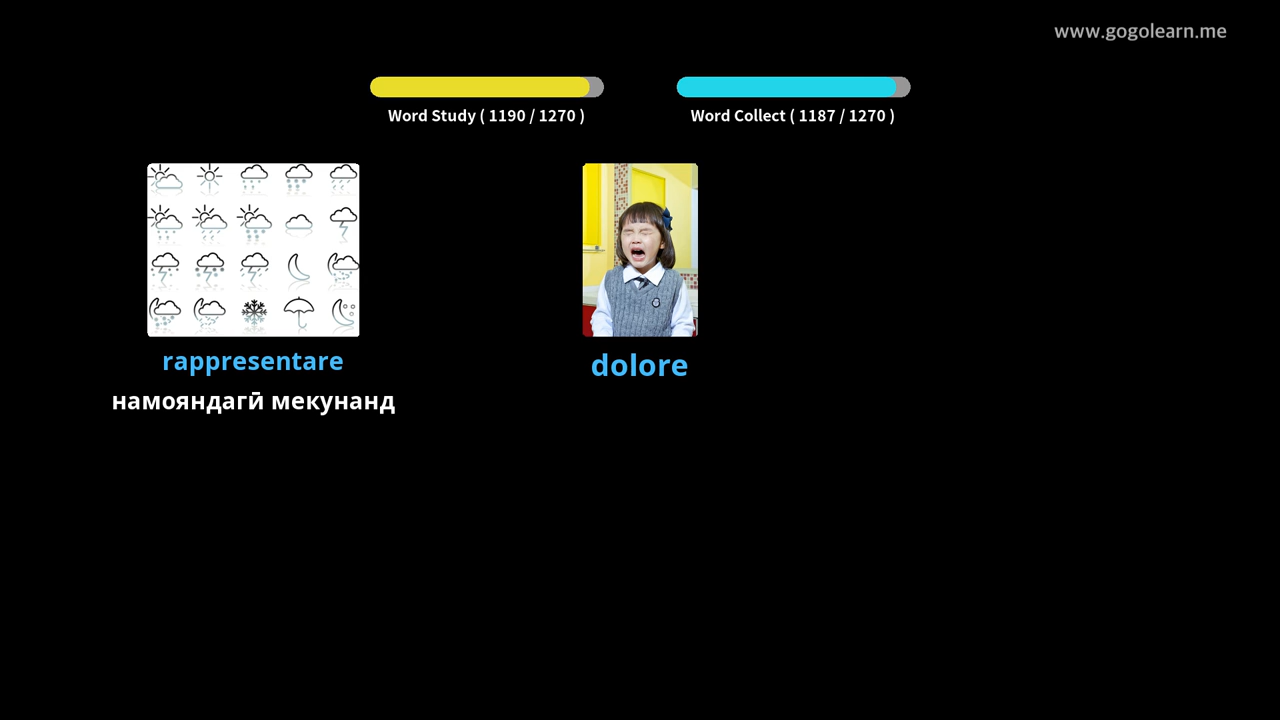 www.gogolearn.me
Word Study ( 1190 / 1270 )
Word Collect ( 1187 / 1270 )
rappresentare
намояндагӣ мекунанд
dolore